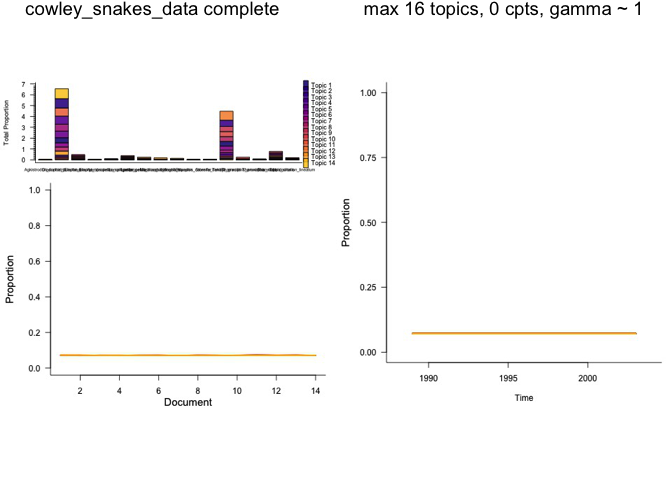 cowley_snakes_data complete
max 16 topics, 0 cpts, gamma ~ 1
Total Proportion
7
6
5
4
3
2
1
0
Topic 1
Topic 2
Topic 3
Topic 4
Topic 5
Topic 6
Topic 7
Topic 8
Topic 9
Topic 10
Topic 11
Topic 12
Topic 13
Topic 14
Proportion
1.0
0.8
0.6
0.4
0.2
0.0
2 4 6 8 10 12 14
Document
Proportion
1.00
0.75
0.50
0.25
0.00
1990 1995 2000
Time